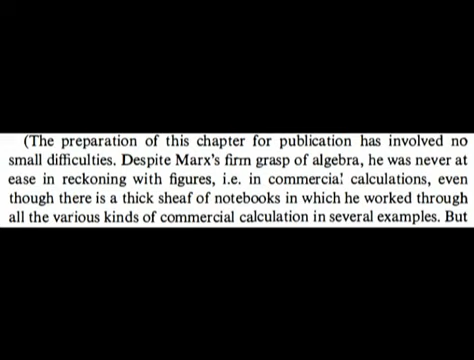 (The preparation of this chapter for publication has involved no
small difficulties. Despite Marx's firm grasp of algebra, he was never at
ease in reckoning with figures, i.e. in commercial calculations, even
though there is a thick sheaf of notebooks in which he worked through
all the various kinds of commercial calculation in several examples. But